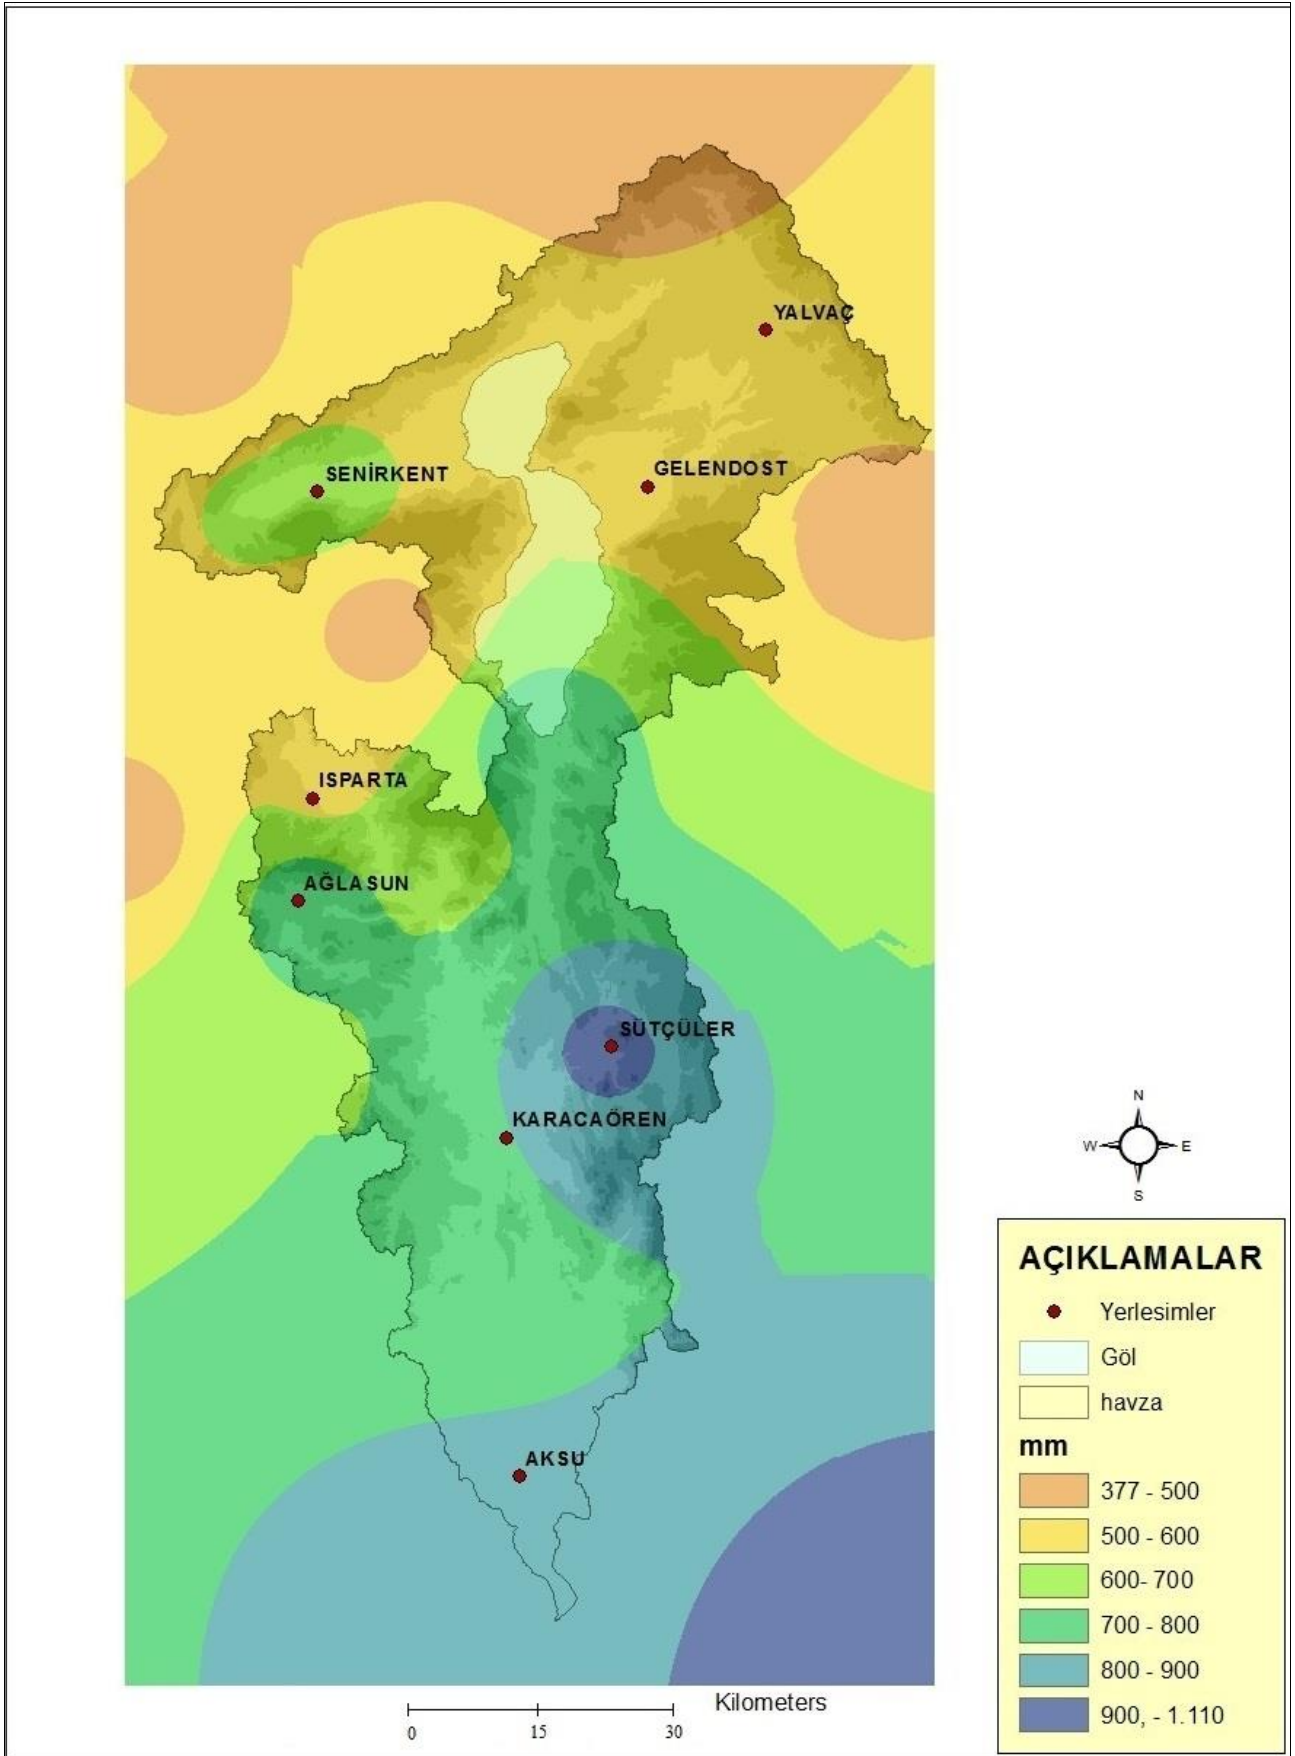 YALVAÇ
SENİRKENT
GELENDOST
ISPARTA
AĞLASUN
SÜTÇÜLER
KARACAÖREN
AKSU
N
W
E
S
AÇIKLAMALAR
Yerlesimler
Göl
havza
mm
377 - 500
500 - 600
600- 700
700 - 800
800 - 900
900, - 1.110
Kilometers
0 15 30